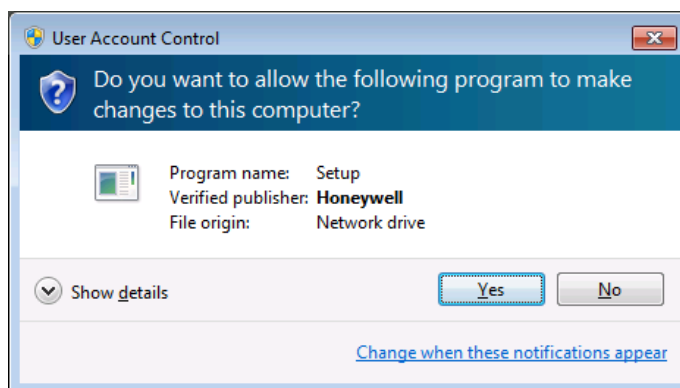 User Account Control
Do you want to allow the following program to make
changes to this computer?
Program name: Setup
Verified publisher: Honeywell
File origin: Network drive
Show details
Yes
No
Change when these notifications appear